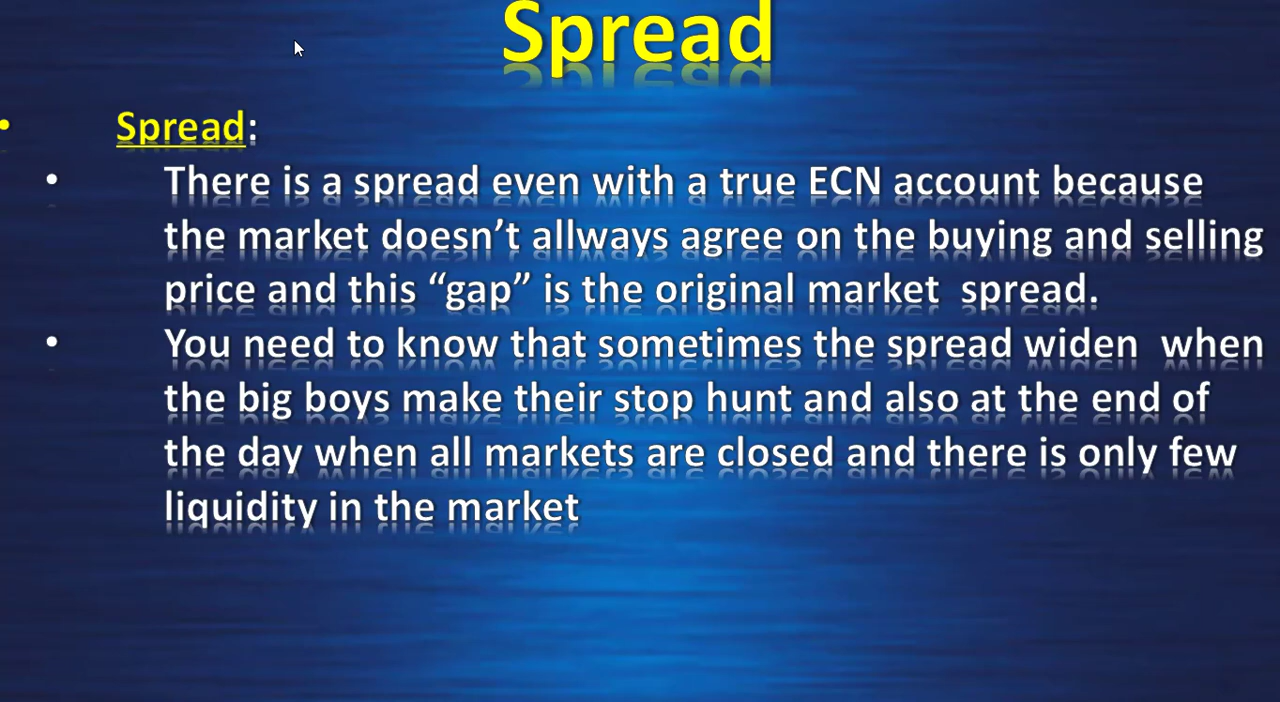 Spread
• Spread:
• There is a spread even with a true ECN account because
the market doesn’t allways agree on the buying and selling
price and this “gap” is the original market spread.
• You need to know that sometimes the spread widen when
the big boys make their stop hunt and also at the end of
the day when all markets are closed and there is only few
liquidity in the market